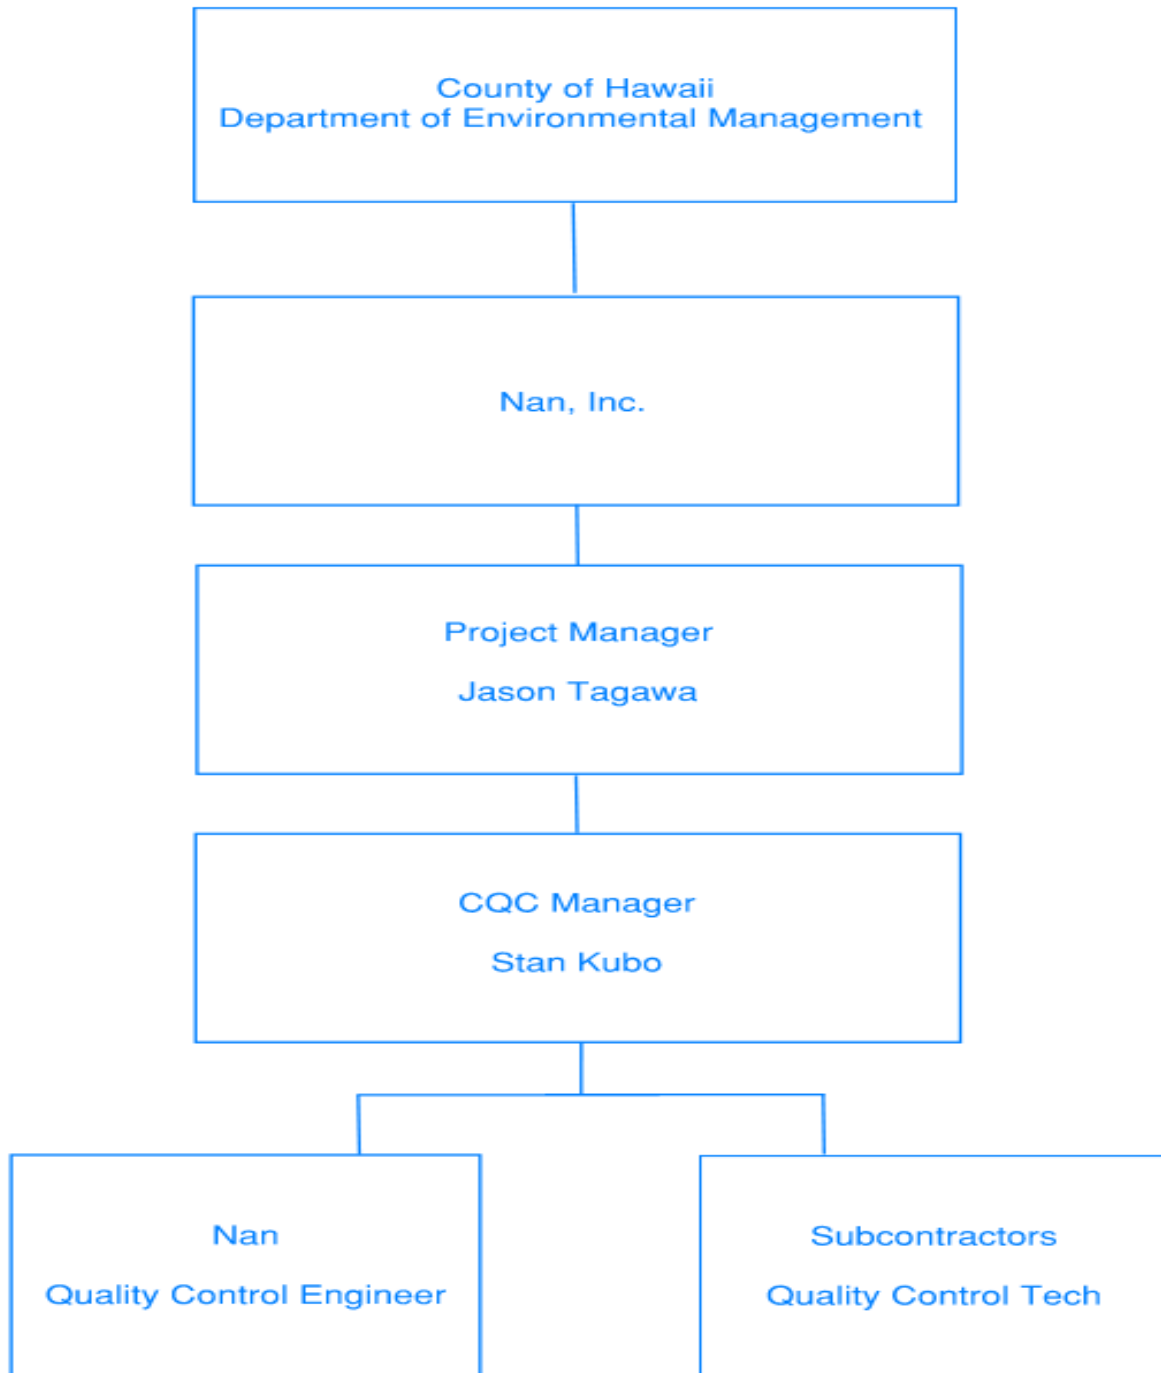 County of Hawaii
Department of Environmental Management
Nan, Inc.
Project Manager
Jason Tagawa
CQC Manager
Stan Kubo
Nan
Quality Control Engineer
Subcontractors
Quality Control Tech